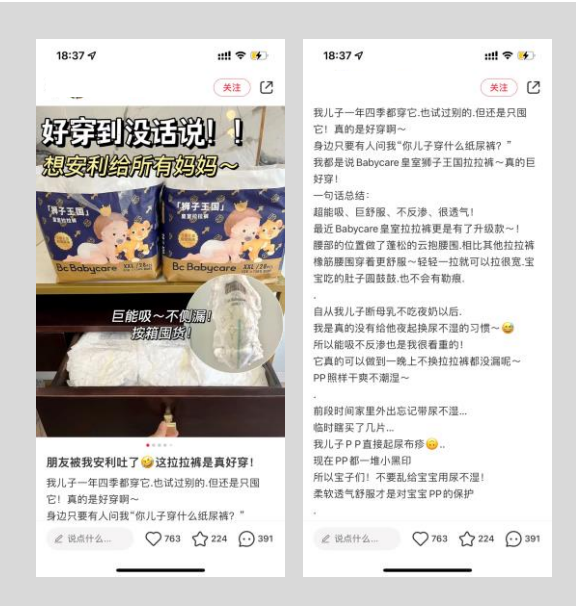 18:37
关注
好穿到没话说！！
想安利给所有妈妈～
「狮子王国」
皇室拉拉裤
「狮子王国」
皇室拉拉裤
Bc Babycare
XXL/28
Bc Babycare
XXL/28
巨能吸～不侧漏!
按箱囤货!
朋友被我安利吐了🤣这拉拉裤是真好穿！
我儿子一年四季都穿它.也试过别的.但还是只囤
它！真的是好穿啊～
身边只要有人问我“你儿子穿什么纸尿裤？”
说点什么...
763
224
391
18:37
关注
我儿子一年四季都穿它.也试过别的.但还是只囤
它！真的是好穿啊～
身边只要有人问我“你儿子穿什么纸尿裤？”
我都是说Babycare皇室狮子王国拉拉裤～真的巨
好穿！
一句话总结：
超能吸、巨舒服、不反渗、很透气！
最近Babycare皇室拉拉裤更是有了升级款～！
腰部的位置做了蓬松的云抱腰围.相比其他拉拉裤
橡筋腰围穿着更舒服～轻轻一拉就可以拉很宽.宝
宝吃的肚子圆鼓鼓.也不会有勒痕.
.
自从我儿子断母乳不吃夜奶以后.
我是真的没有给他夜起换尿不湿的习惯～😅
所以能吸不反渗也是我很看重的！
它真的可以做到一晚上不换拉拉裤都没漏呢～
PP照样干爽不潮湿～
.
前段时间家里外出忘记带尿不湿...
临时瞎买了几片...
我儿子PP直接起尿布疹😑..
现在PP都一堆小黑印
所以宝子们！不要乱给宝宝用尿不湿！
柔软透气舒服才是对宝宝PP的保护
.
说点什么...
763
224
391